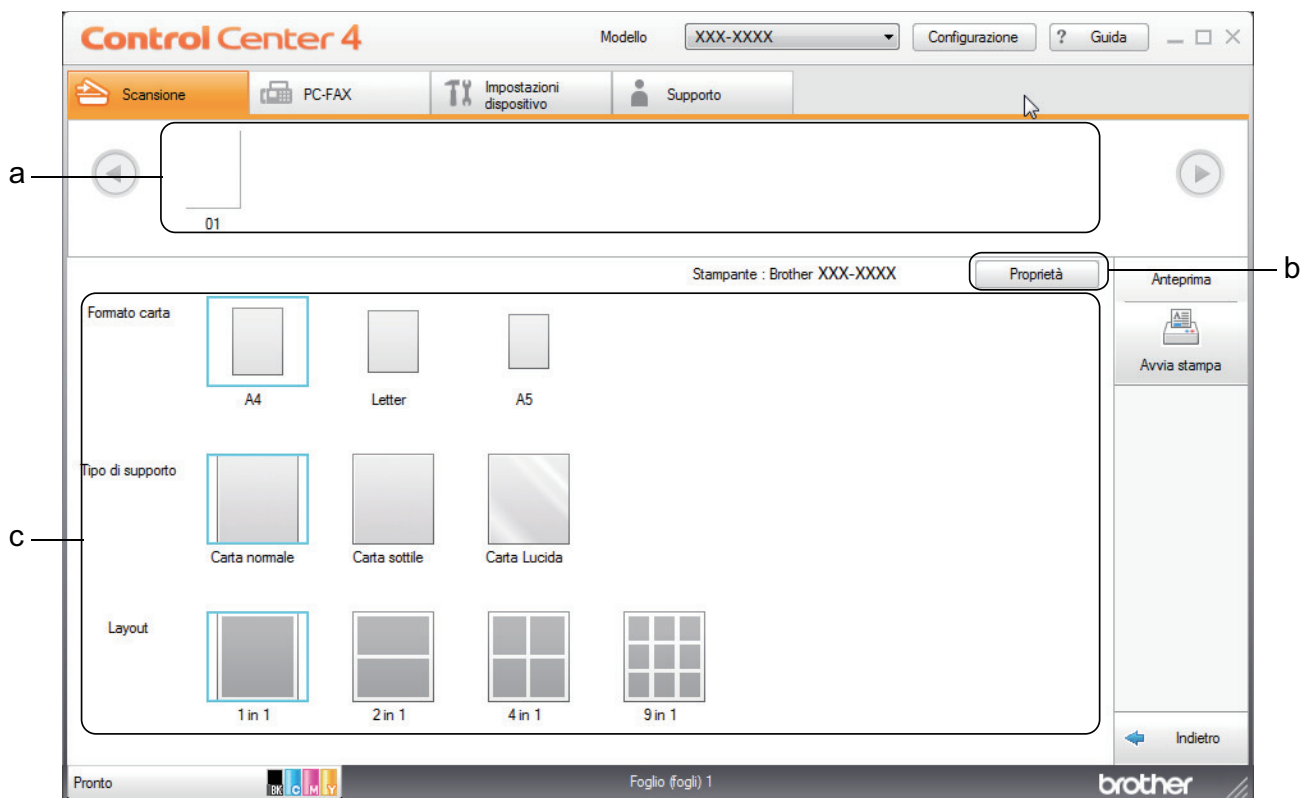 Control Center 4
Modello XXX-XXXX Configurazione ? Guida
Scansione PC-FAX Impostazioni dispositivo Supporto
a
01
Stampante : Brother XXX-XXXX Proprietà
b
Anteprima
Formato carta
A4 Letter A5
Avvia stampa
Tipo di supporto
c
Carta normale Carta sottile Carta Lucida
Layout
1 in 1 2 in 1 4 in 1 9 in 1
Indietro
Pronto BK C M Y Foglio (fogli) 1 brother